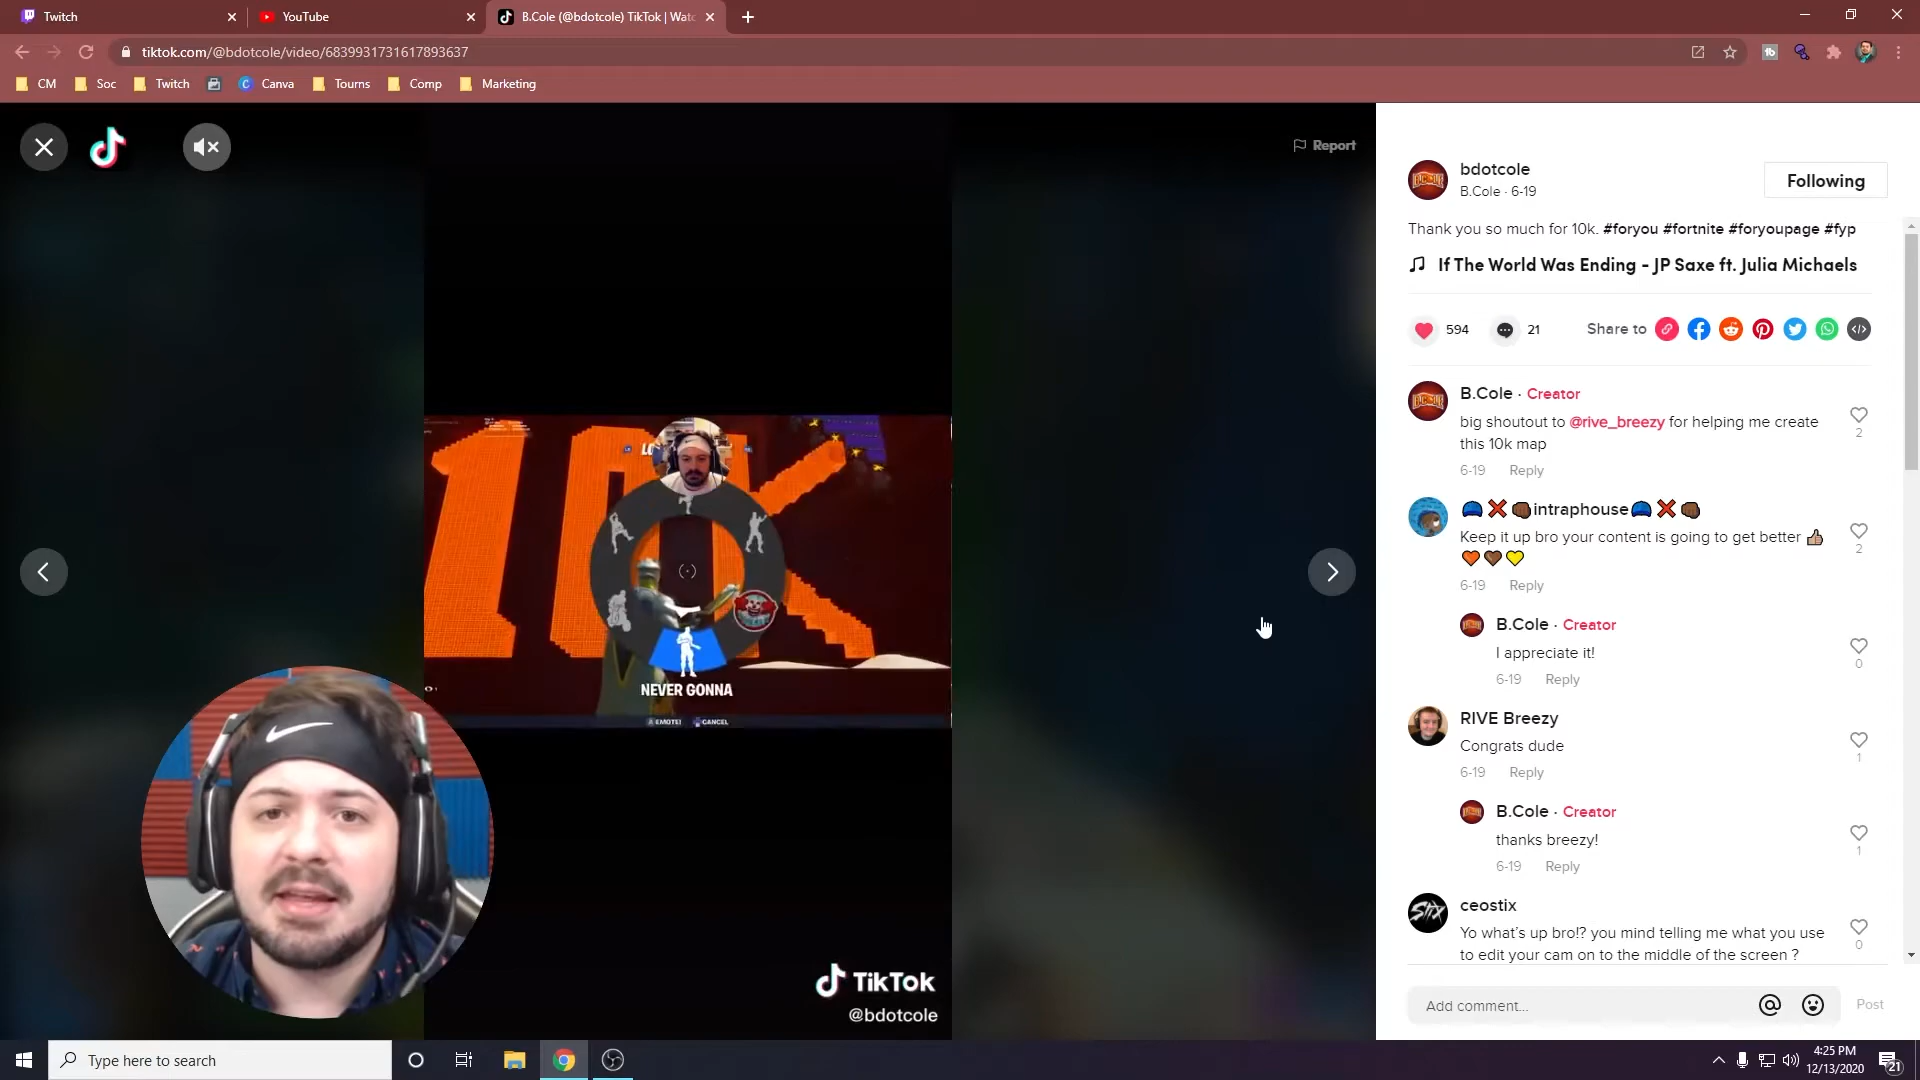 Twitch
YouTube
B.Cole (@bdotcole) TikTok | Watc
tiktok.com/@bdotcole/video/6839931731617893637
CM
Soc
Twitch
Canva
Tourns
Comp
Marketing
Report
10K
NEVER GONNA
EMOTE!
CANCEL
TikTok
@bdotcole
bdotcole
B.Cole · 6-19
Following
Thank you so much for 10k. #foryou #fortnite #foryoupage #fyp
If The World Was Ending - JP Saxe ft. Julia Michaels
594
21
Share to
B.Cole · Creator
big shoutout to @rive_breezy for helping me create
this 10k map
2
6-19 Reply
🧢❌🤛🏾intraphouse🧢❌🤛🏾
Keep it up bro your content is going to get better 👍🏼
🧡🤎💛
2
6-19 Reply
B.Cole · Creator
I appreciate it!
0
6-19 Reply
RIVE Breezy
Congrats dude
1
6-19 Reply
B.Cole · Creator
thanks breezy!
1
6-19 Reply
ceostix
Yo what's up bro!? you mind telling me what you use
to edit your cam on to the middle of the screen ?
0
Add comment...
Post
Type here to search
4:25 PM
12/13/2020
21